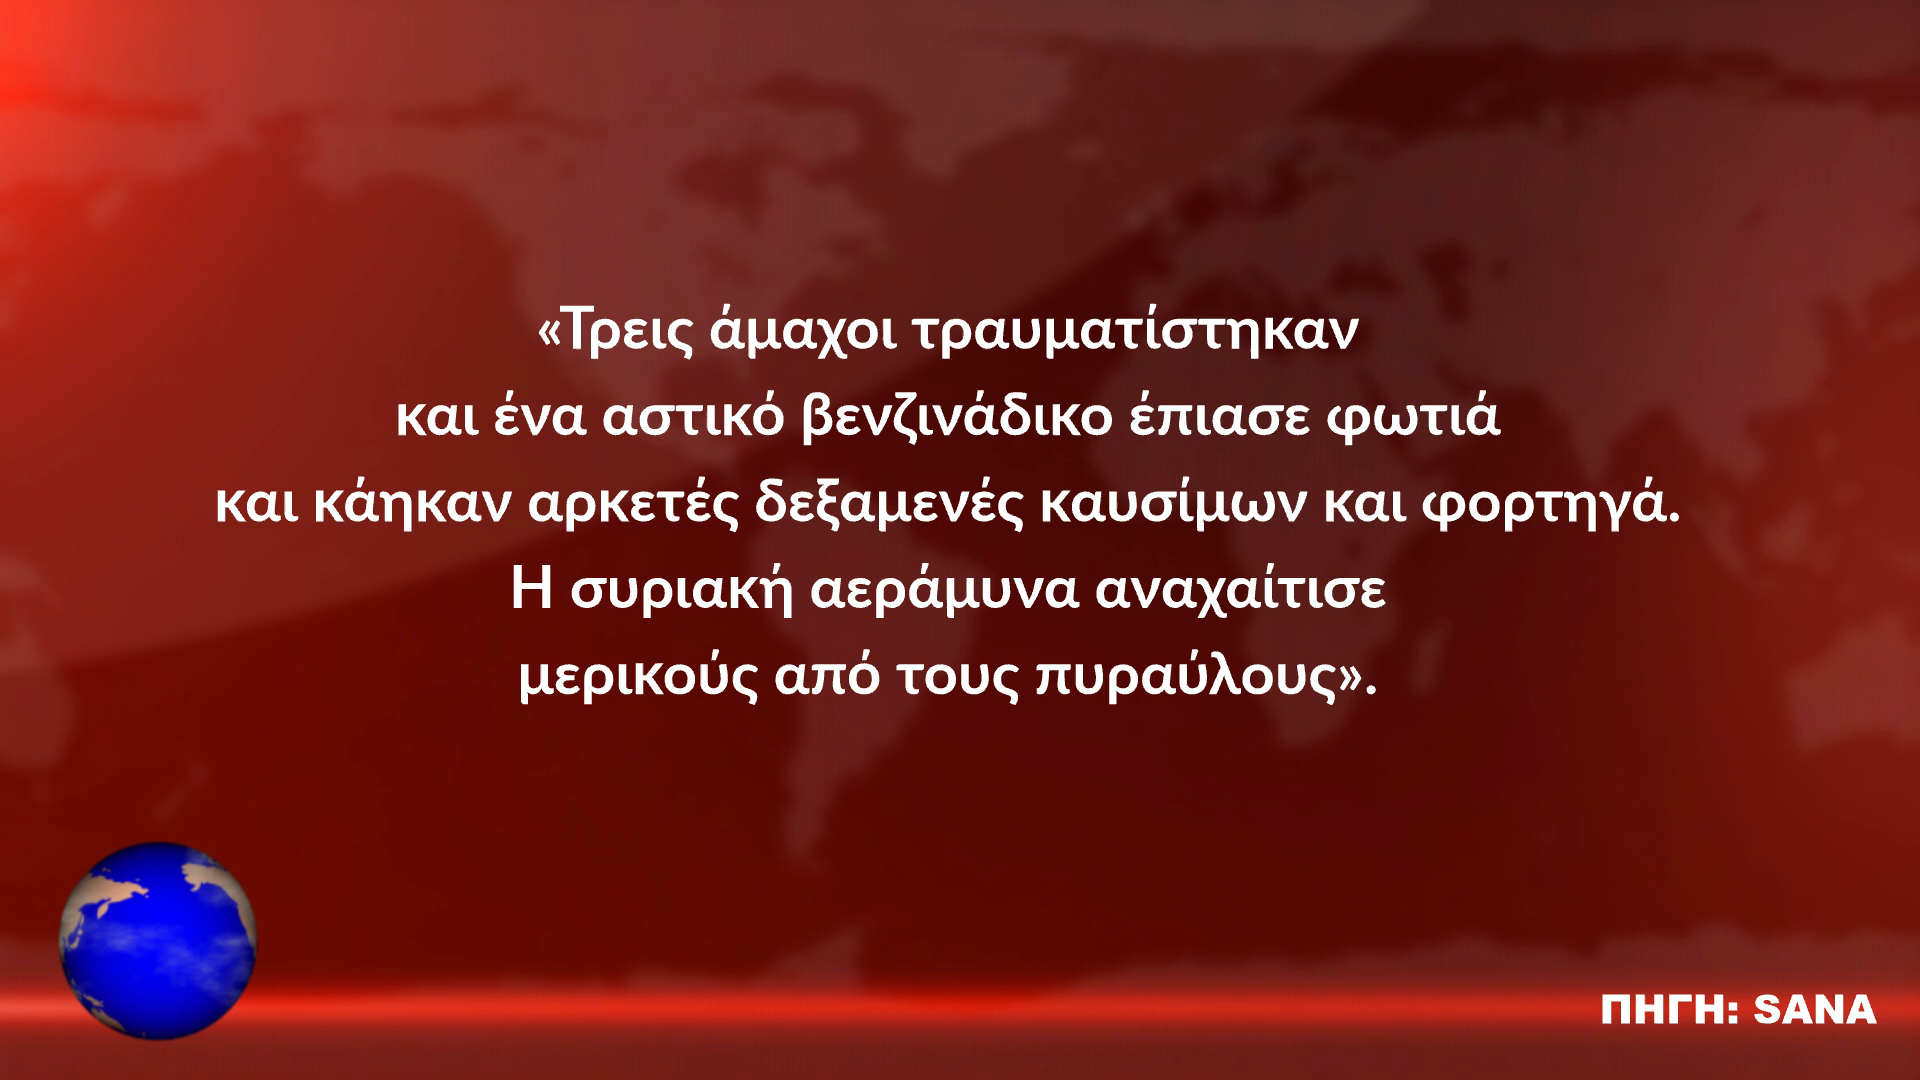 «Τρεις άμαχοι τραυματίστηκαν
και ένα αστικό βενζινάδικο έπιασε φωτιά
και κάηκαν αρκετές δεξαμενές καυσίμων και φορτηγά.
Η συριακή αεράμυνα αναχαίτισε
μερικούς από τους πυραύλους».
ΠΗΓΗ: SANA